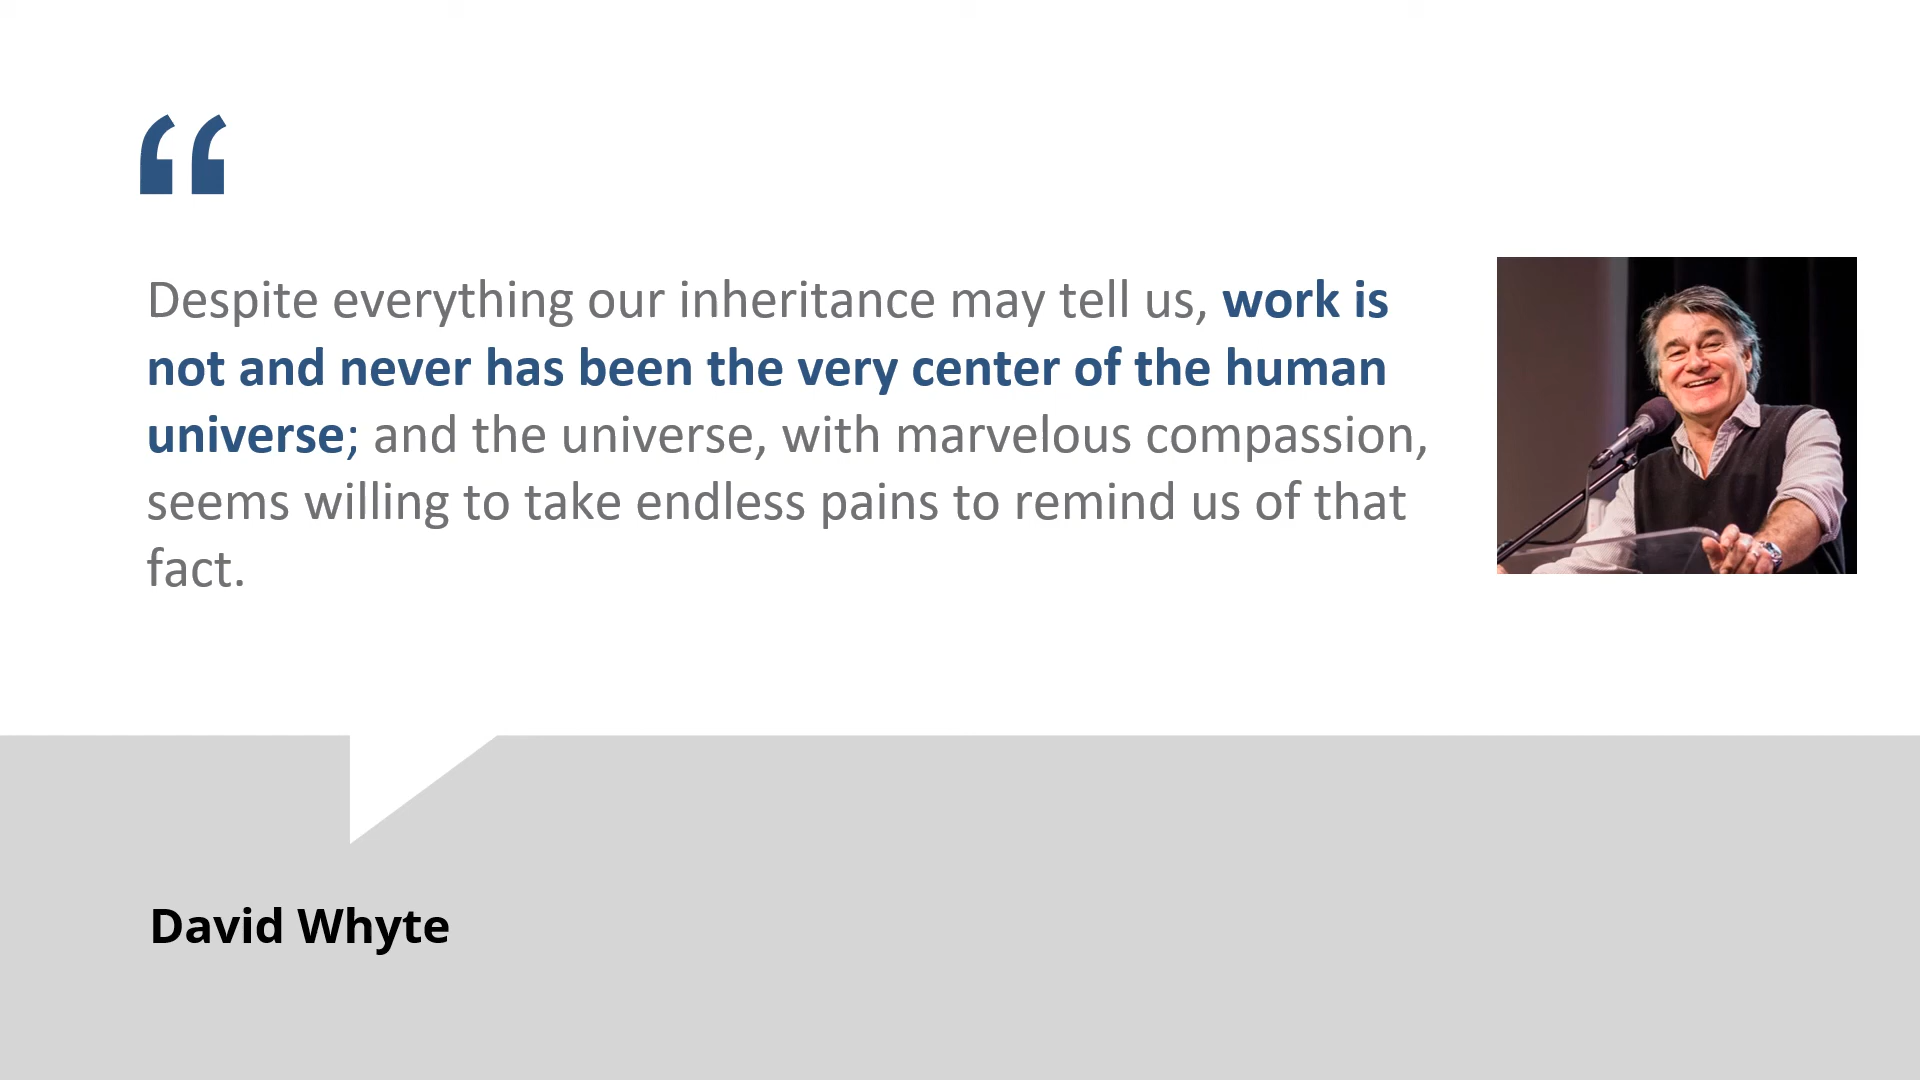 “
Despite everything our inheritance may tell us, work is
not and never has been the very center of the human
universe; and the universe, with marvelous compassion,
seems willing to take endless pains to remind us of that
fact.
David Whyte